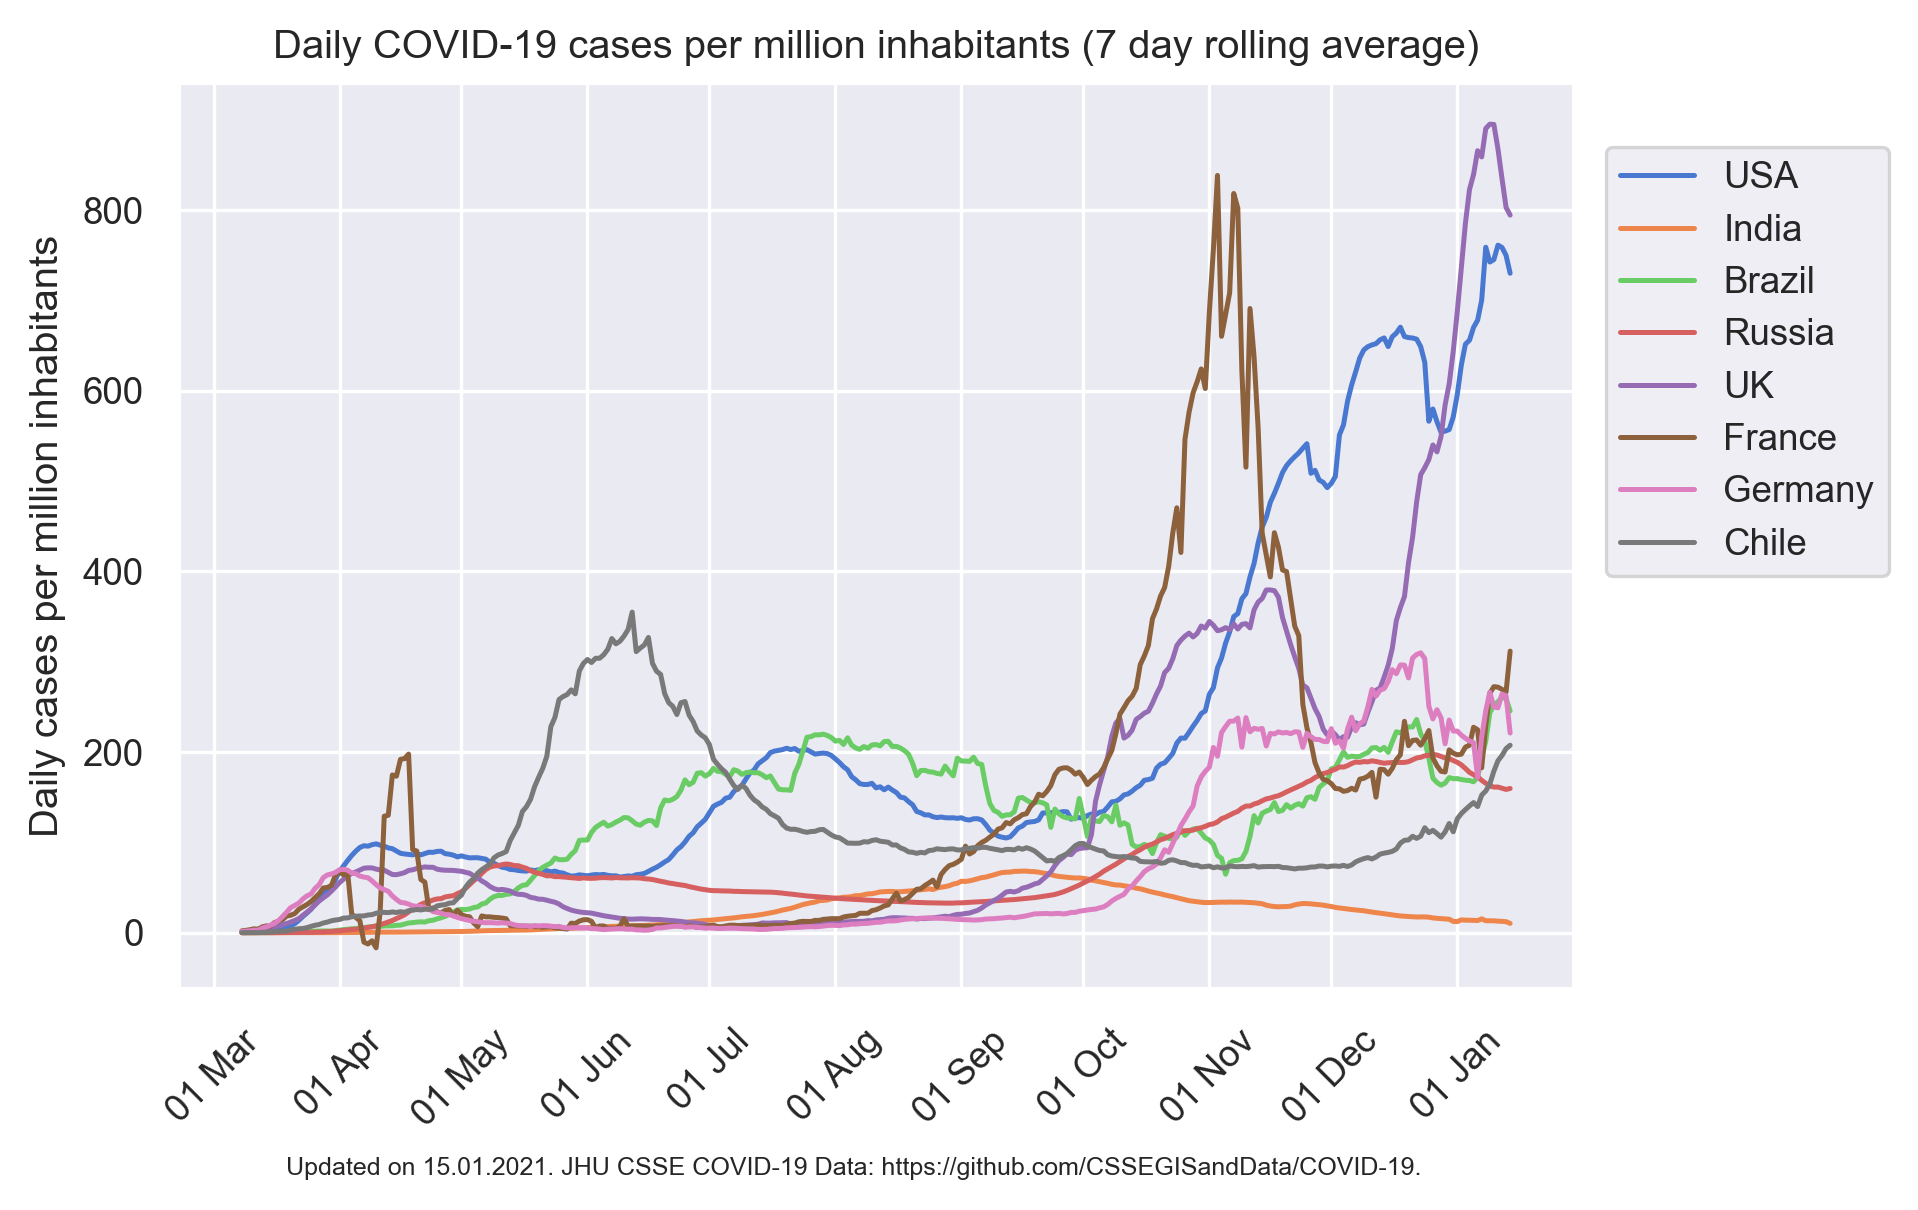 Daily COVID-19 cases per million inhabitants (7 day rolling average)
Daily cases per million inhabitants
800
600
400
200
0
01 Mar
01 Apr
01 May
01 Jun
01 Jul
01 Aug
01 Sep
01 Oct
01 Nov
01 Dec
01 Jan
USA
India
Brazil
Russia
UK
France
Germany
Chile
Updated on 15.01.2021. JHU CSSE COVID-19 Data: https://github.com/CSSEGISandData/COVID-19.